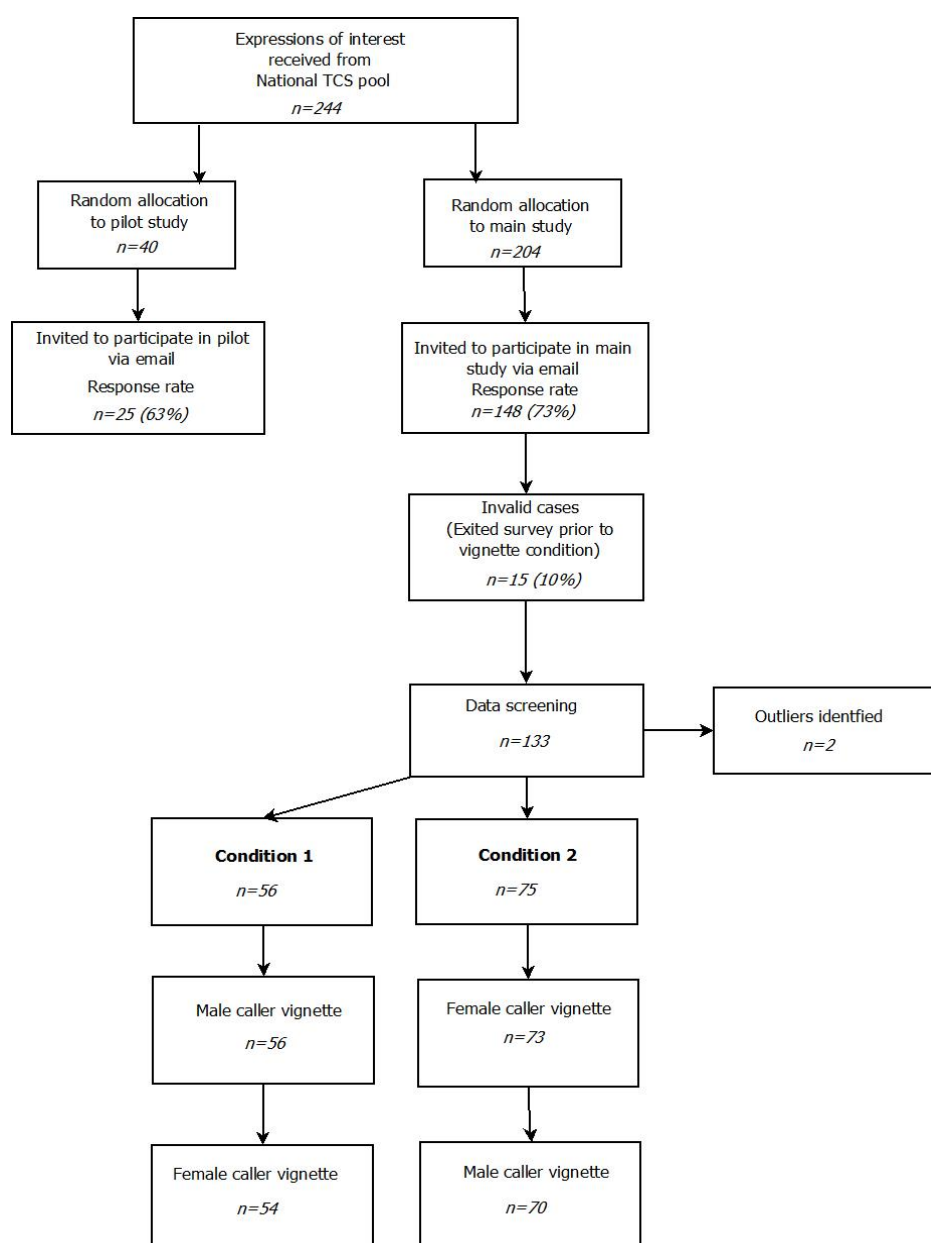 Expressions of interest
received from
National TCS pool
n=244
Random allocation
to pilot study
n=40
Random allocation
to main study
n=204
Invited to participate in pilot
via email
Response rate
n=25 (63%)
Invited to participate in main
study via email
Response rate
n=148 (73%)
Invalid cases
(Exited survey prior to
vignette condition)
n=15 (10%)
Data screening
n=133
Outliers identfied
n=2
Condition 1
n=56
Condition 2
n=75
Male caller vignette
n=56
Female caller vignette
n=73
Female caller vignette
n=54
Male caller vignette
n=70